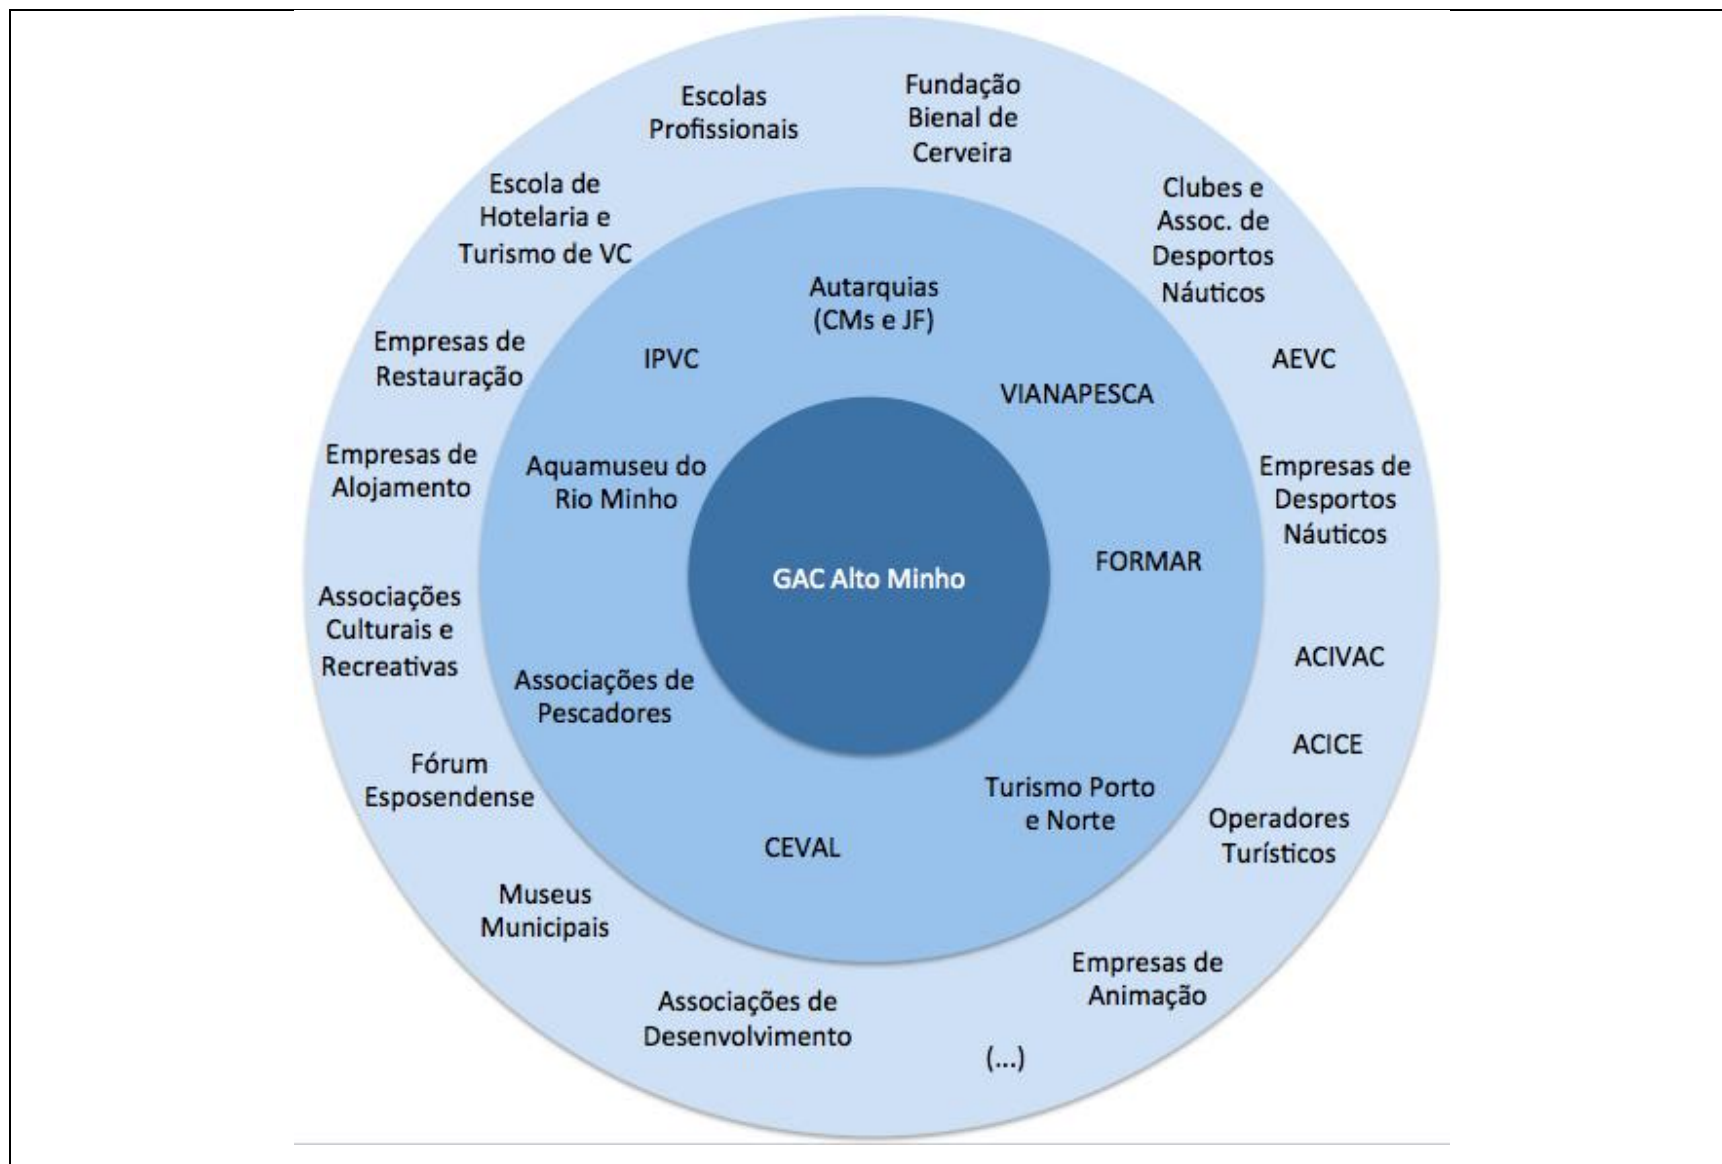 Escolas
Profissionais
Fundação
Bienal de
Cerveira
Escola de
Hotelaria e
Turismo de VC
Clubes e
Assoc. de
Desportos
Náuticos
Autarquias
(CMs e JF)
Empresas de
Restauração
IPVC
AEVC
VIANAPESCA
Empresas de
Alojamento
Aquamuseu do
Rio Minho
Empresas de
Desportos
Náuticos
FORMAR
GAC Alto Minho
Associações
Culturais e
Recreativas
ACIVAC
Associações de
Pescadores
ACICE
Fórum
Esposendense
Turismo Porto
e Norte
Operadores
Turísticos
CEVAL
Museus
Municipais
Empresas de
Animação
Associações de
Desenvolvimento
(...)